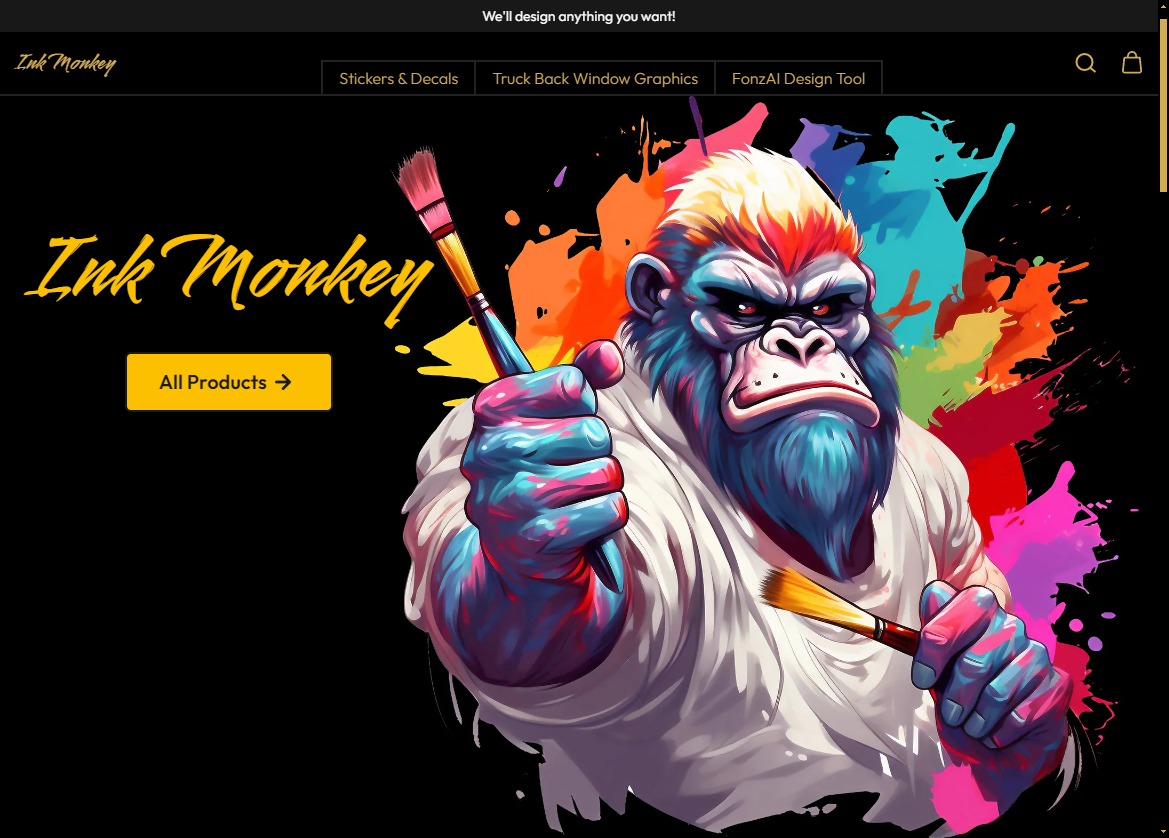 We'll design anything you want!
Ink Monkey
Stickers & Decals
Truck Back Window Graphics
FonzAI Design Tool
Ink Monkey
All Products →